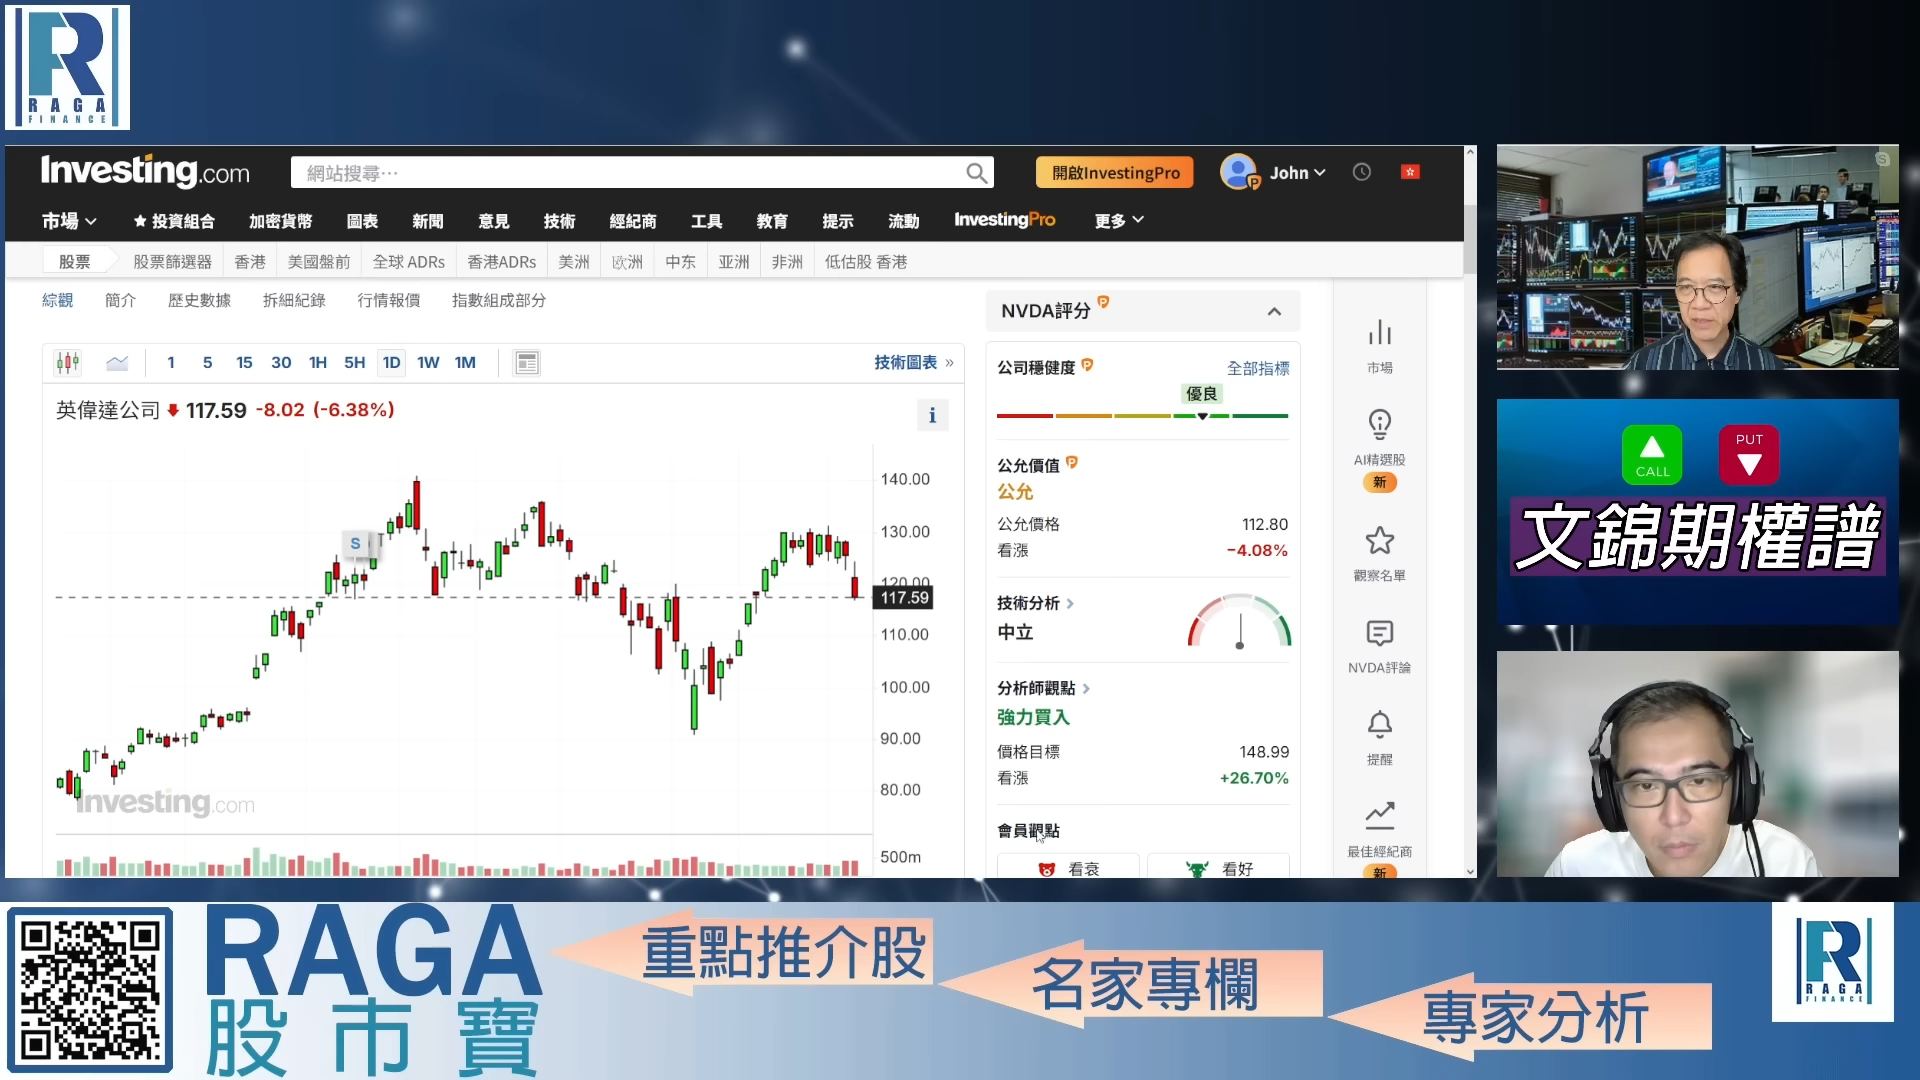 RAGA
FINANCE
Investing.com
網站搜尋…
開啟InvestingPro
John
市場
投資組合
加密貨幣
圖表
新聞
意見
技術
經紀商
工具
教育
提示
流動
InvestingPro
更多
股票
股票篩選器
香港
美國盤前
全球 ADRs
香港ADRs
美洲
欧洲
中东
亚洲
非洲
低估股 香港
綜觀
簡介
歷史數據
拆細紀錄
行情報價
指數組成部分
1 5 15 30 1H 5H 1D 1W 1M
技術圖表 »
英偉達公司 117.59 -8.02 (-6.38%)
i
S
140.00
130.00
120.00
117.59
110.00
100.00
90.00
80.00
500m
Investing.com
NVDA評分
公司穩健度
全部指標
優良
公允價值
公允
公允價格 112.80
看漲 −4.08%
技術分析
中立
分析師觀點
強力買入
價格目標 148.99
看漲 +26.70%
會員觀點
看衰
看好
市場
AI精選股
新
觀察名單
NVDA評論
提醒
最佳經紀商
新
CALL
PUT
文錦期權譜
RAGA
股市寶
重點推介股
名家專欄
專家分析
RAGA
FINANCE